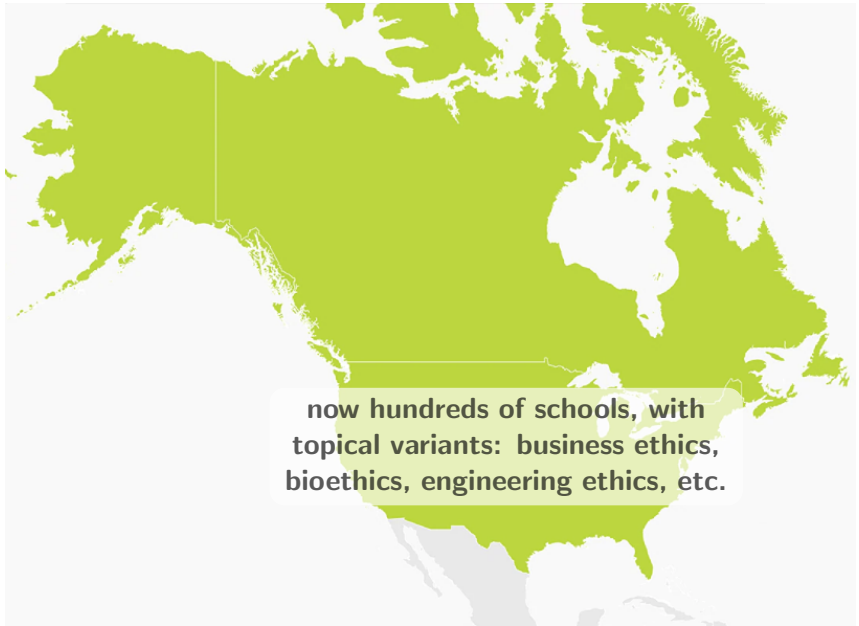 now hundreds of schools, with
topical variants: business ethics,
bioethics, engineering ethics, etc.